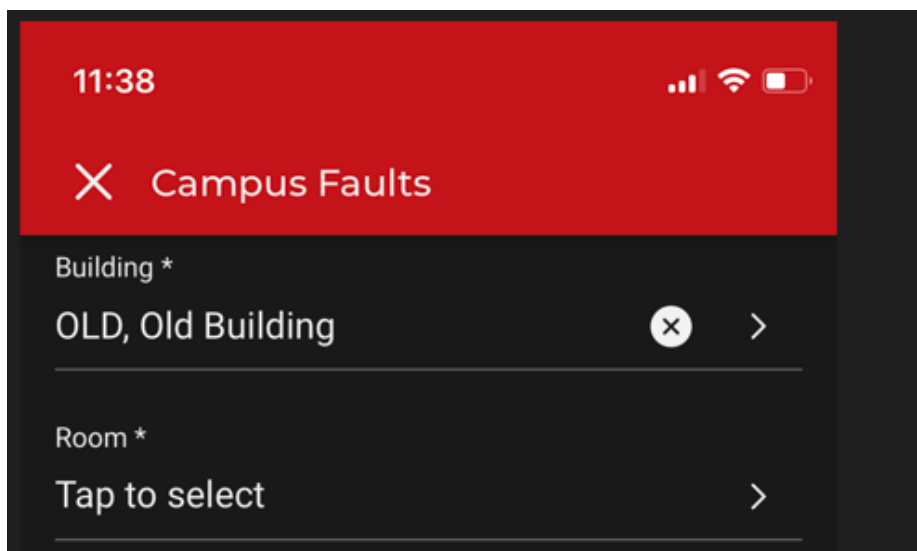 11:38
Campus Faults
Building *
OLD, Old Building
Room *
Tap to select